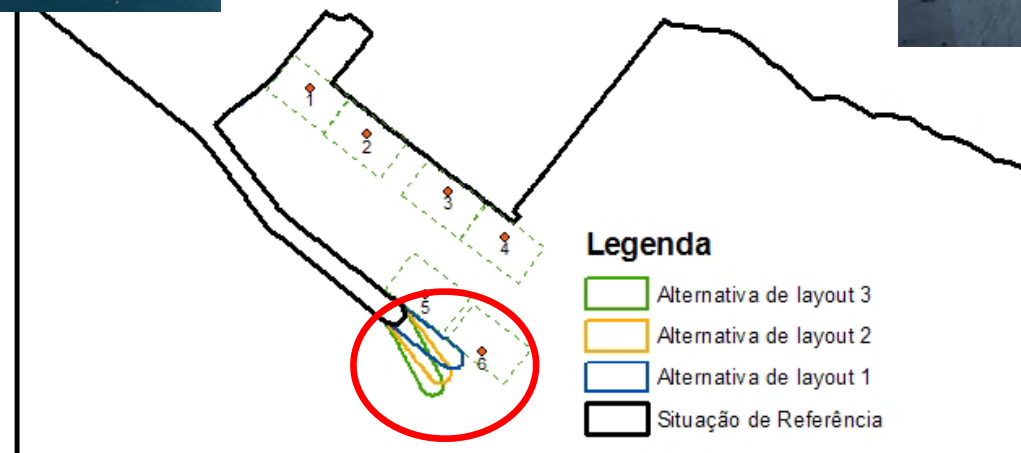 1
2
3
4
5
6
Legenda
Alternativa de layout 3
Alternativa de layout 2
Alternativa de layout 1
Situação de Referência